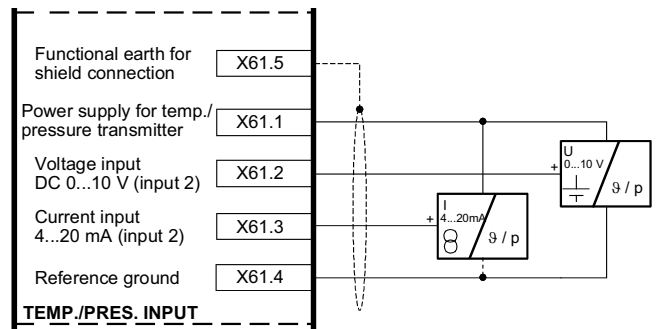 Functional earth for
shield connection
X61.5
Power supply for temp./
pressure transmitter
X61.1
Voltage input
DC 0...10 V (input 2)
X61.2
Current input
4...20 mA (input 2)
X61.3
Reference ground
X61.4
TEMP./PRES. INPUT
U
0...10 V
+
ϑ / p
I
4...20mA
+
ϑ / p